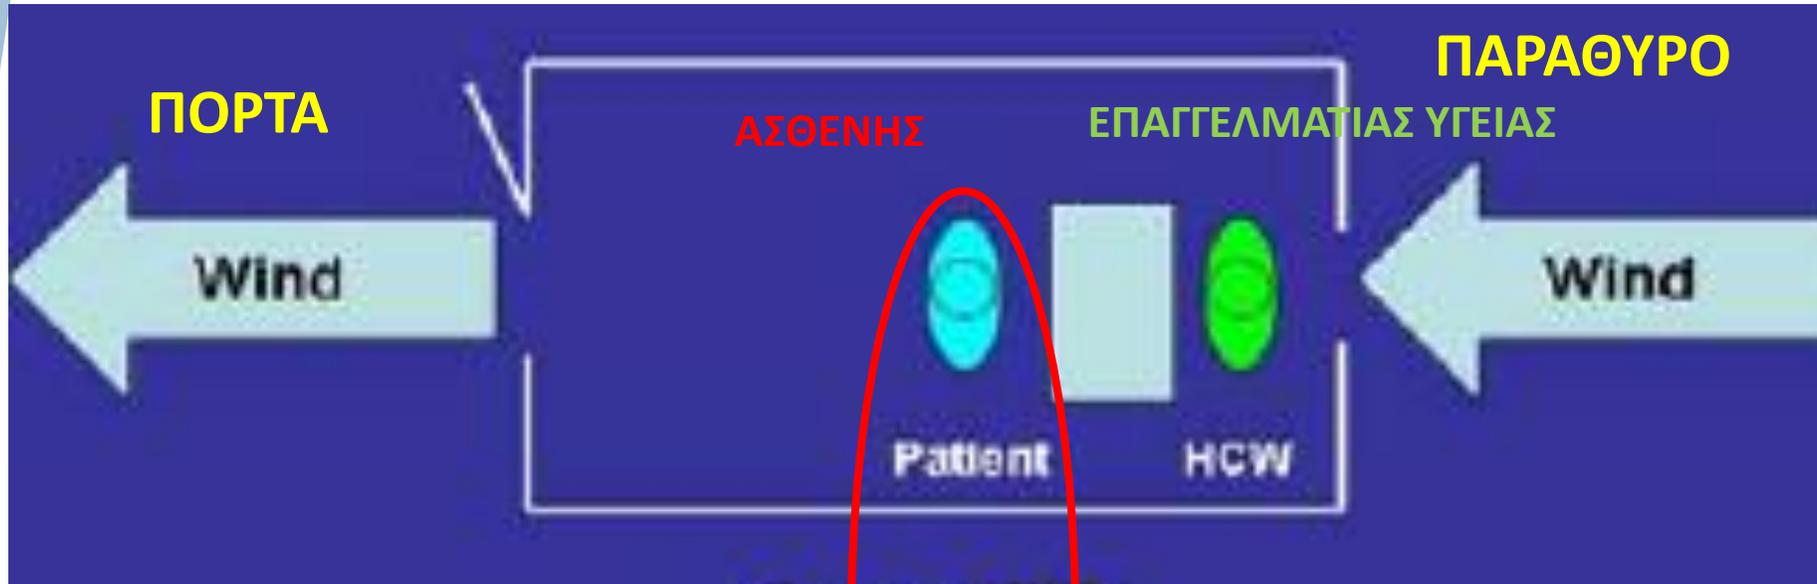 ΠΑΡΑΘΥΡΟ
ΠΟΡΤΑ
ΑΣΘΕΝΗΣ
ΕΠΑΓΓΕΛΜΑΤΙΑΣ ΥΓΕΙΑΣ
Wind
Wind
Patient
HCW